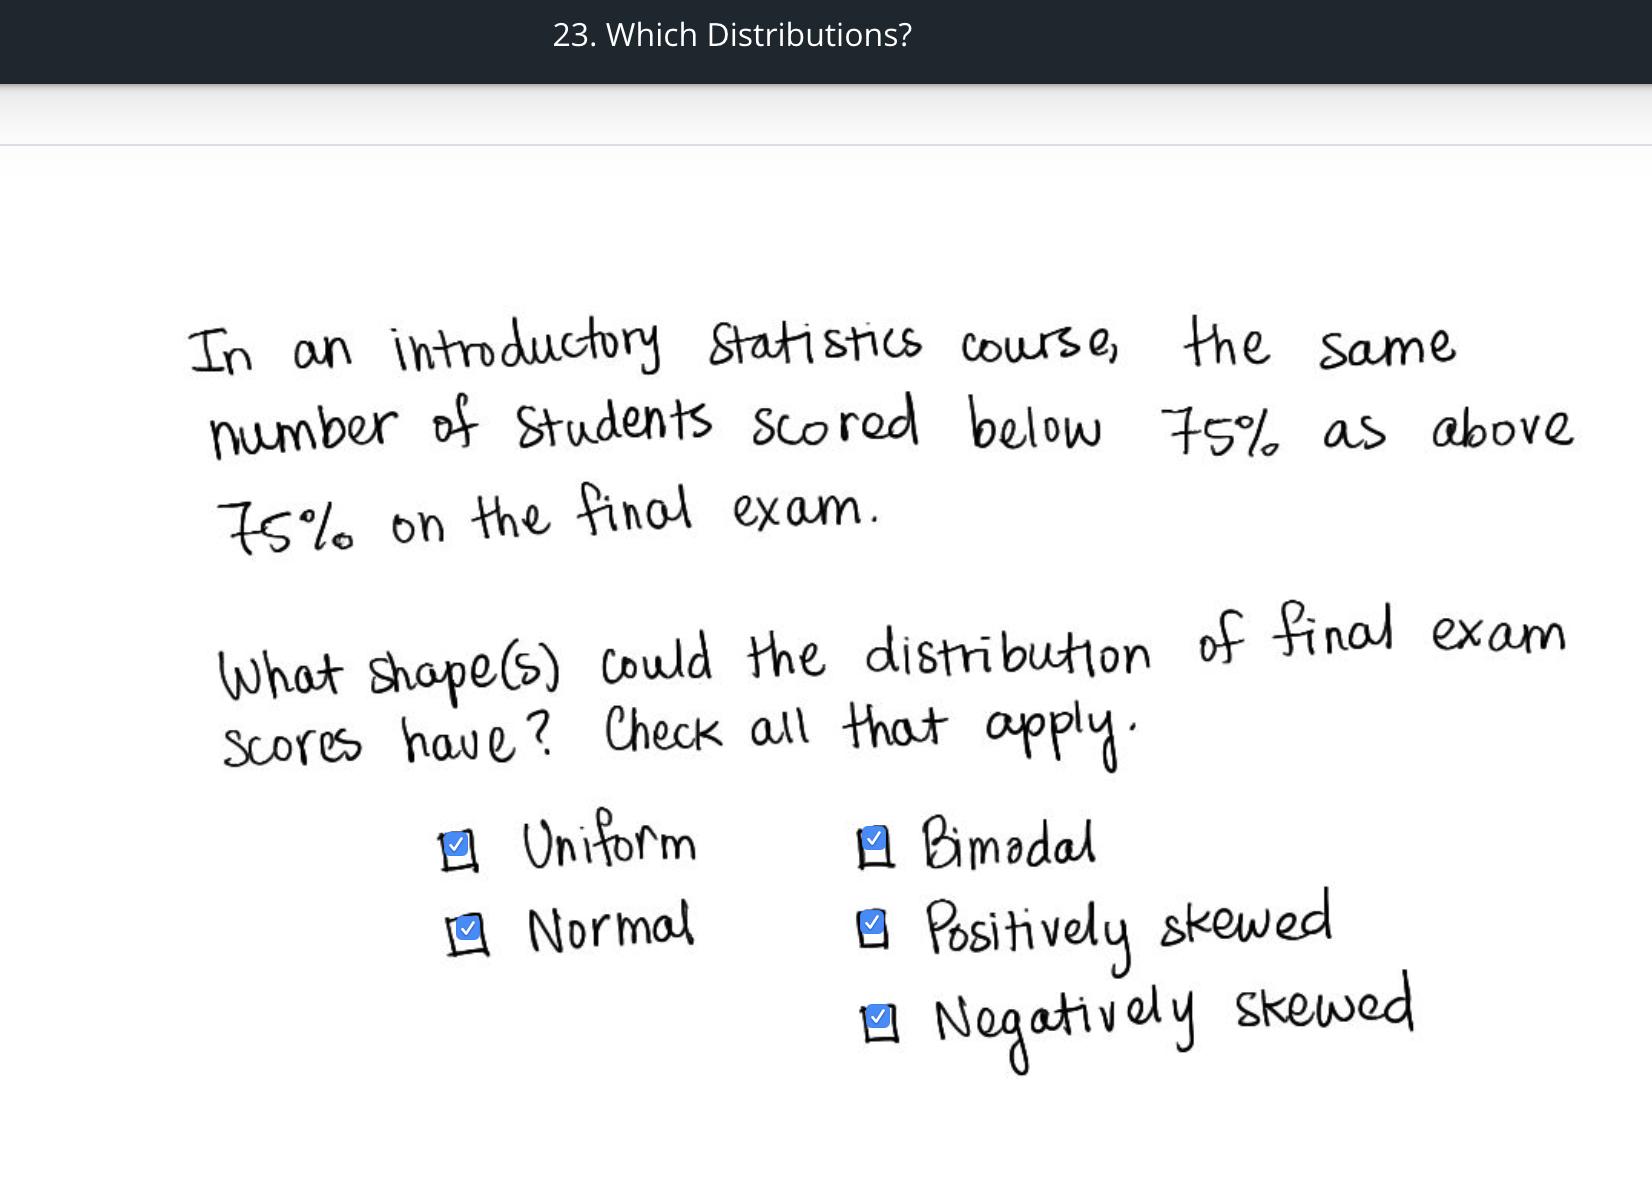 23. Which Distributions?
In an introductory statistics course, the same
number of students scored below 75% as above
75% on the final exam.
What shape(s) could the distribution of final exam
scores have? Check all that apply.
Uniform
Bimodal
Normal
Positively skewed
Negatively skewed